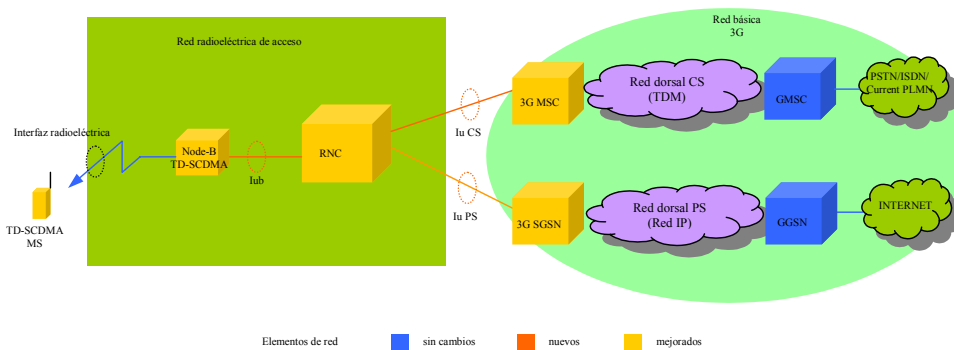 Red básica
3G
Red radioeléctrica de acceso
Red dorsal CS
(TDM)
PSTN/ISDN/
Current PLMN
3G MSC
GMSC
Iu CS
Interfaz radioeléctrica
Node-B
TD-SCDMA
RNC
Iub
TD-SCDMA
MS
Iu PS
3G SGSN
Red dorsal PS
(Red IP)
GGSN
INTERNET
Elementos de red
sin cambios
nuevos
mejorados